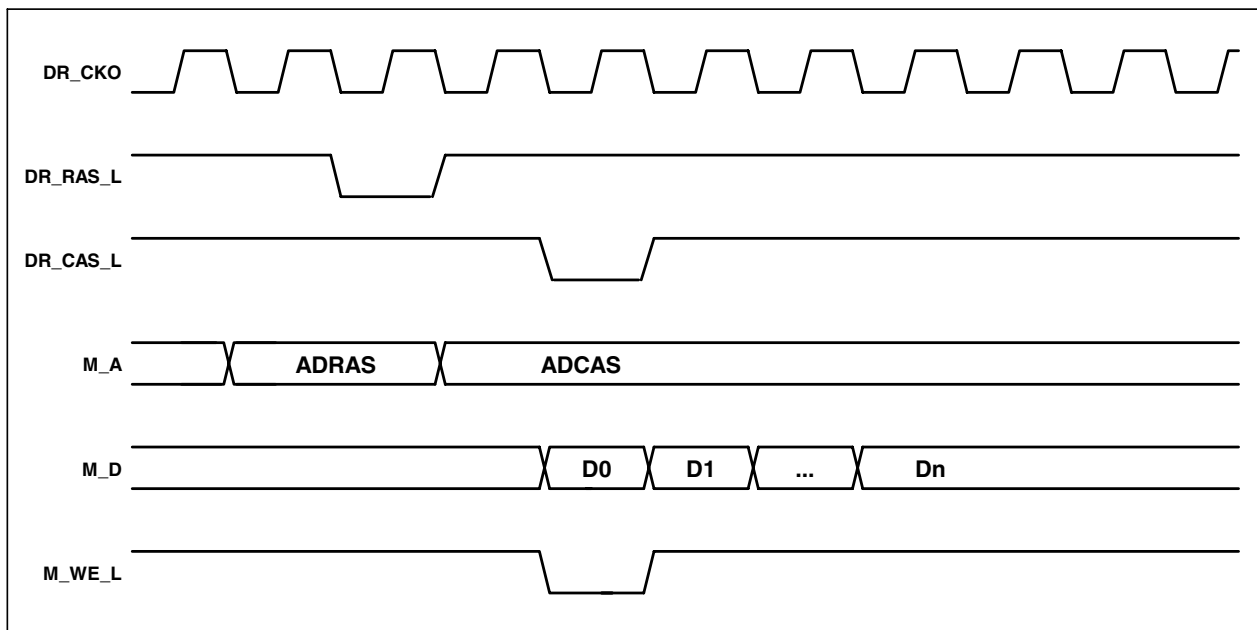 DR_CKO
DR_RAS_L
DR_CAS_L
M_A ADRAS ADCAS
M_D D0 D1 ... Dn
M_WE_L